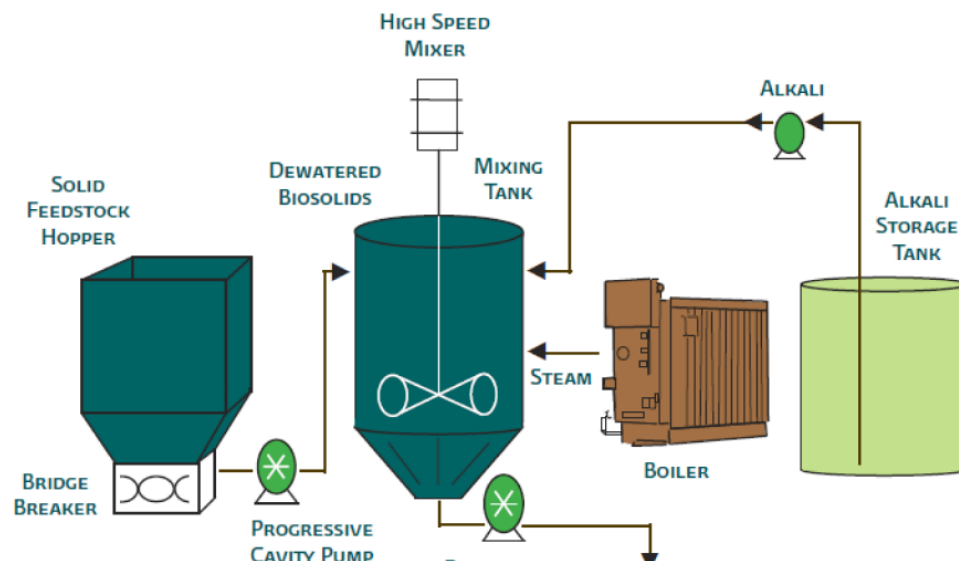 High Speed
Mixer
Alkali
Dewatered
Biosolids
Mixing
Tank
Solid
Feedstock
Hopper
Alkali
Storage
Tank
Steam
Boiler
Bridge
Breaker
Progressive
Cavity Pump